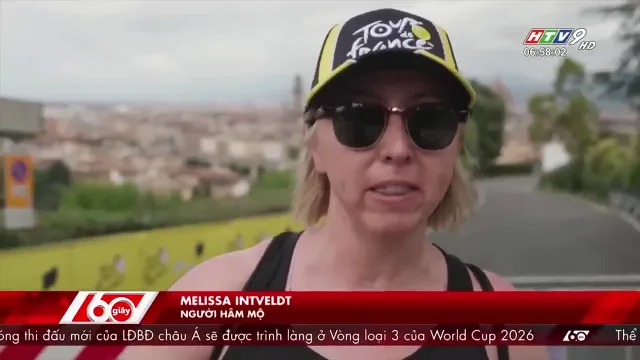 TOUR
de
france
HTV9
HD
06:58:02
60
giây
MELISSA INTVELDT
NGƯỜI HÂM MỘ
óng thi đấu mới của LĐBĐ châu Á sẽ được trình làng ở Vòng loại 3 của World Cup 2026
60
Thể